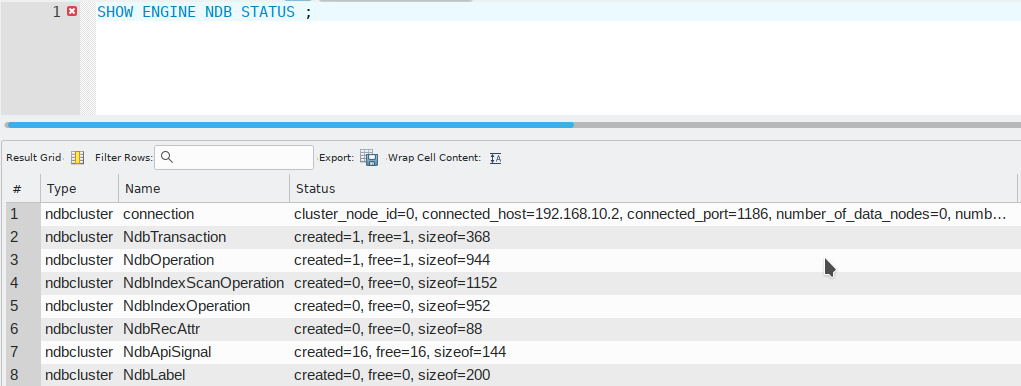 1 SHOW ENGINE NDB STATUS ;
Result Grid Filter Rows: Export: Wrap Cell Content: IA
# Type Name Status
1 ndbcluster connection cluster_node_id=0, connected_host=192.168.10.2, connected_port=1186, number_of_data_nodes=0, numb...
2 ndbcluster NdbTransaction created=1, free=1, sizeof=368
3 ndbcluster NdbOperation created=1, free=1, sizeof=944
4 ndbcluster NdbIndexScanOperation created=0, free=0, sizeof=1152
5 ndbcluster NdbIndexOperation created=0, free=0, sizeof=952
6 ndbcluster NdbRecAttr created=0, free=0, sizeof=88
7 ndbcluster NdbApiSignal created=16, free=16, sizeof=144
8 ndbcluster NdbLabel created=0, free=0, sizeof=200